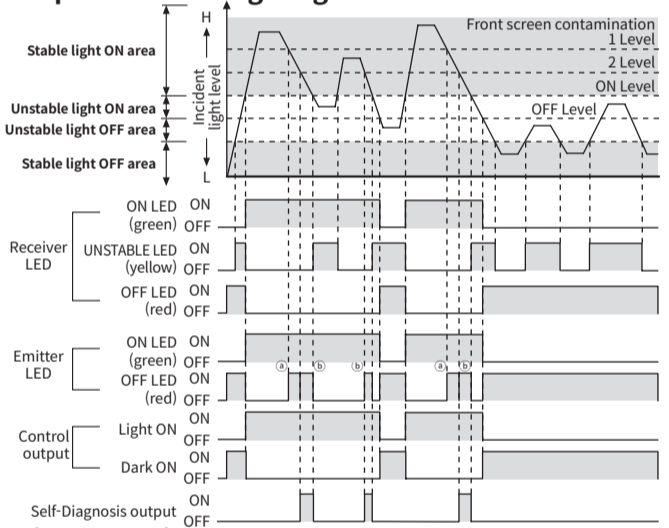 H
Front screen contamination
1 Level
2 Level
ON Level
OFF Level
Stable light ON area
Unstable light ON area
Unstable light OFF area
Stable light OFF area
Incident
light level
L
Receiver
LED
ON LED
(green)
ON
OFF
UNSTABLE LED
(yellow)
ON
OFF
OFF LED
(red)
ON
OFF
Emitter
LED
ON LED
(green)
ON
OFF
ⓐ ⓑ ⓑ ⓐ ⓑ
OFF LED
(red)
ON
OFF
Control
output
Light ON
ON
OFF
Dark ON
ON
OFF
Self-Diagnosis output
ON
OFF